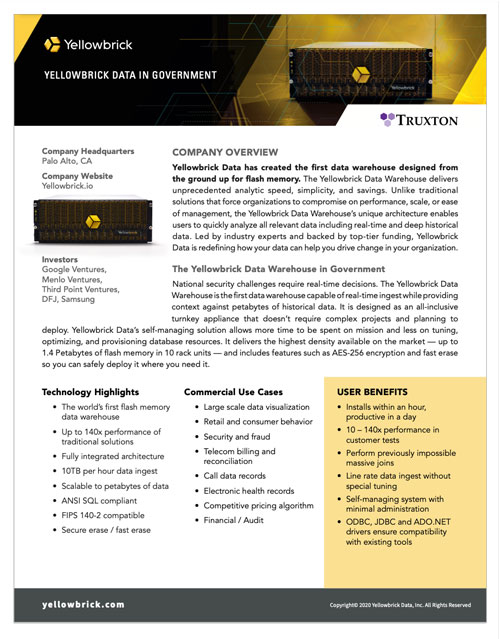 Yellowbrick
YELLOWBRICK DATA IN GOVERNMENT
Yellowbrick
TRUXTON
Company Headquarters
Palo Alto, CA
Company Website
Yellowbrick.io
Investors
Google Ventures,
Menlo Ventures,
Third Point Ventures,
DFJ, Samsung
COMPANY OVERVIEW
Yellowbrick Data has created the first data warehouse designed from
the ground up for flash memory. The Yellowbrick Data Warehouse delivers
unprecedented analytic speed, simplicity, and savings. Unlike traditional
solutions that force organizations to compromise on performance, scale, or ease
of management, the Yellowbrick Data Warehouse's unique architecture enables
users to quickly analyze all relevant data including real-time and deep historical
data. Led by industry experts and backed by top-tier funding, Yellowbrick
Data is redefining how your data can help you drive change in your organization.
The Yellowbrick Data Warehouse in Government
National security challenges require real-time decisions. The Yellowbrick Data
Warehouse is the first data warehouse capable of real-time ingest while providing
context against petabytes of historical data. It is designed as an all-inclusive
turnkey appliance that doesn't require complex projects and planning to
deploy. Yellowbrick Data's self-managing solution allows more time to be spent on mission and less on tuning,
optimizing, and provisioning database resources. It delivers the highest density available on the market — up to
1.4 Petabytes of flash memory in 10 rack units — and includes features such as AES-256 encryption and fast erase
so you can safely deploy it where you need it.
Technology Highlights
• The world's first flash memory
data warehouse
• Up to 140x performance of
traditional solutions
• Fully integrated architecture
• 10TB per hour data ingest
• Scalable to petabytes of data
• ANSI SQL compliant
• FIPS 140-2 compatible
• Secure erase / fast erase
Commercial Use Cases
• Large scale data visualization
• Retail and consumer behavior
• Security and fraud
• Telecom billing and
reconciliation
• Call data records
• Electronic health records
• Competitive pricing algorithm
• Financial / Audit
USER BENEFITS
• Installs within an hour,
productive in a day
• 10 – 140x performance in
customer tests
• Perform previously impossible
massive joins
• Line rate data ingest without
special tuning
• Self-managing system with
minimal administration
• ODBC, JDBC and ADO.NET
drivers ensure compatibility
with existing tools
yellowbrick.com
Copyright© 2020 Yellowbrick Data, Inc. All Rights Reserved